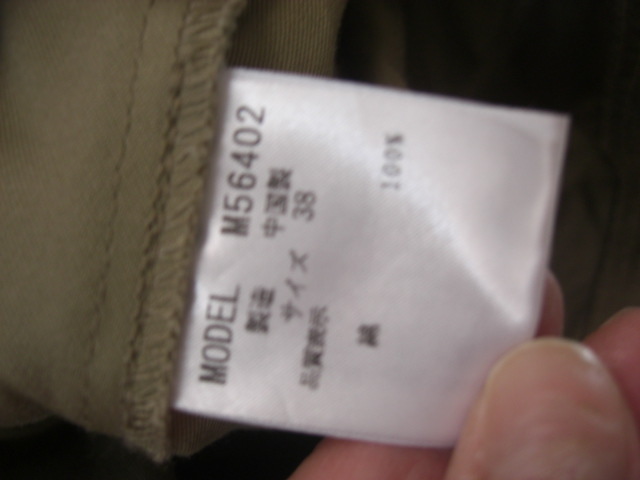 MODEL M56402
製造 中国製
サイズ 38
品質表示
綿 100%